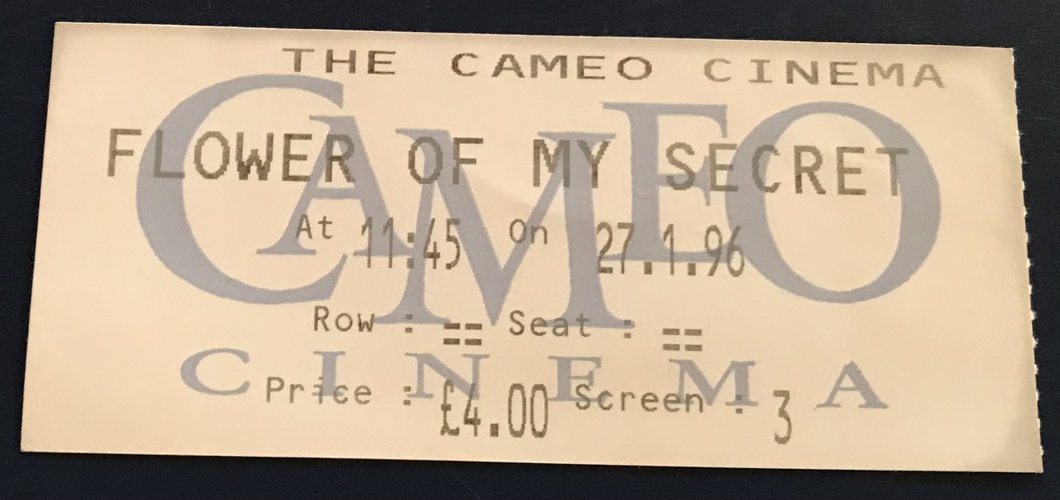 THE CAMEO CINEMA
CAMEO
FLOWER OF MY SECRET
At 11:45 On 27.1.96
Row : == Seat : ==
CINEMA
Price : £4.00 Screen : 3